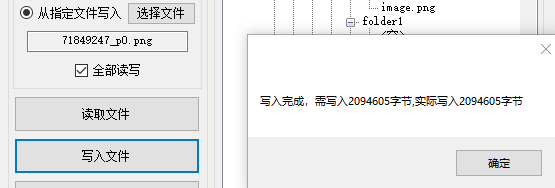 image.png
从指定文件写入 选择文件
folder1
71849247_p0.png
全部读写
读取文件
写入完成，需写入2094605字节,实际写入2094605字节
写入文件
确定